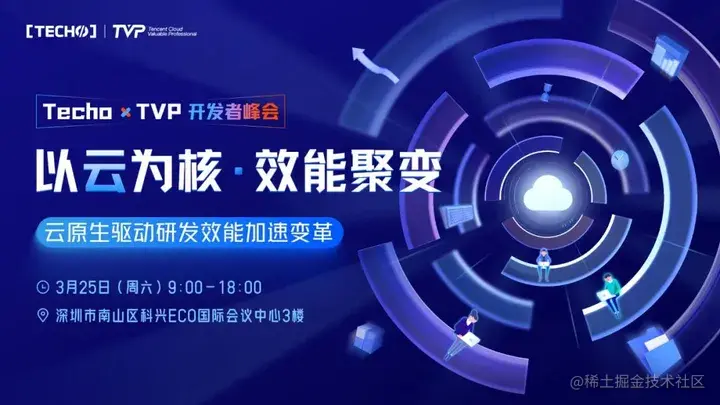 [TECHO] | TVP Tencent Cloud
Valuable Professional
Techo × TVP 开发者峰会
以云为核·效能聚变
云原生驱动研发效能加速变革
3月25日（周六）9:00-18:00
深圳市南山区科兴ECO国际会议中心3楼
@稀土掘金技术社区